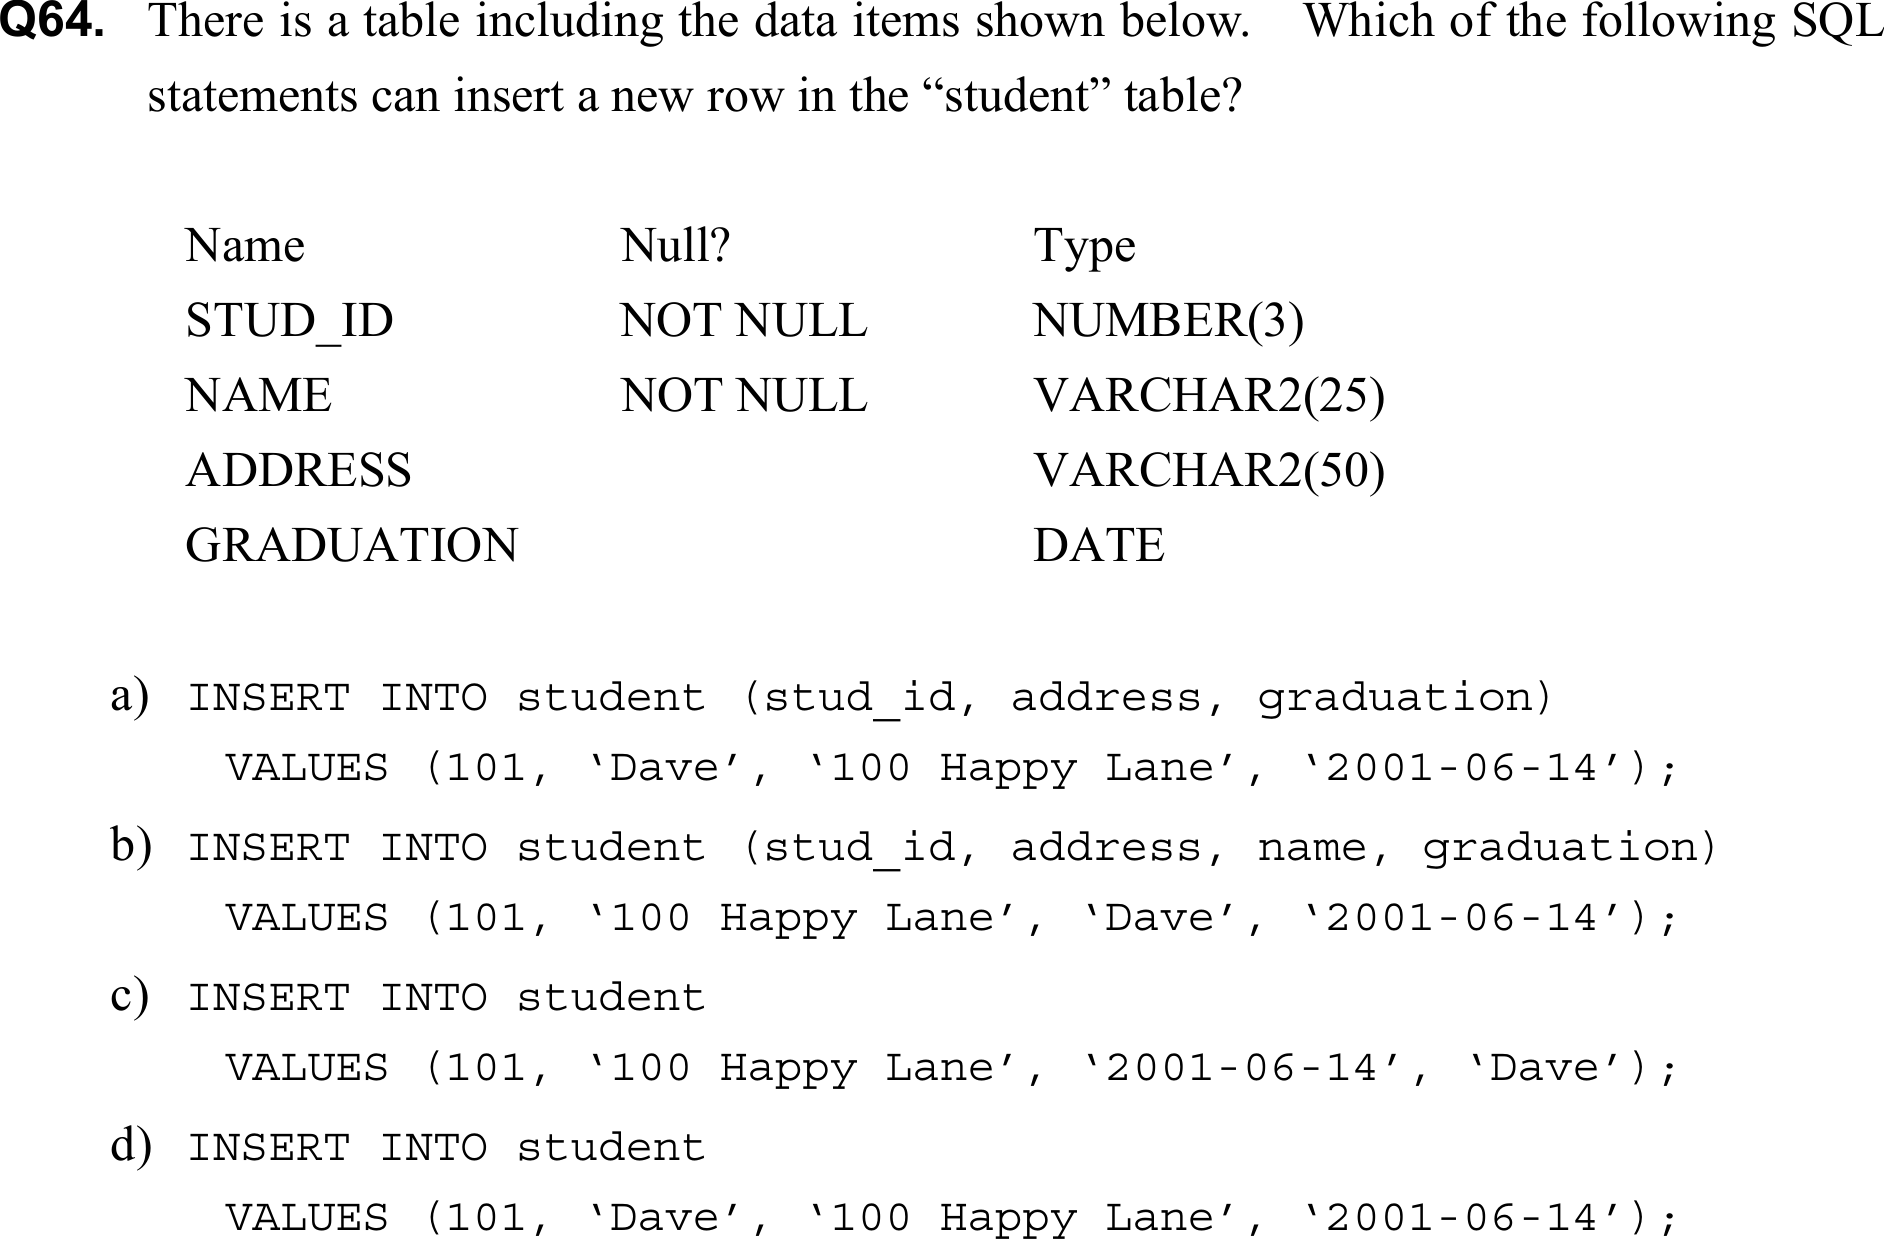 Q64. There is a table including the data items shown below. Which of the following SQL
statements can insert a new row in the “student” table?
Name Null? Type
STUD_ID NOT NULL NUMBER(3)
NAME NOT NULL VARCHAR2(25)
ADDRESS VARCHAR2(50)
GRADUATION DATE
a) INSERT INTO student (stud_id, address, graduation)
VALUES (101, ‘Dave’, ‘100 Happy Lane’, ‘2001-06-14’);
b) INSERT INTO student (stud_id, address, name, graduation)
VALUES (101, ‘100 Happy Lane’, ‘Dave’, ‘2001-06-14’);
c) INSERT INTO student
VALUES (101, ‘100 Happy Lane’, ‘2001-06-14’, ‘Dave’);
d) INSERT INTO student
VALUES (101, ‘Dave’, ‘100 Happy Lane’, ‘2001-06-14’);